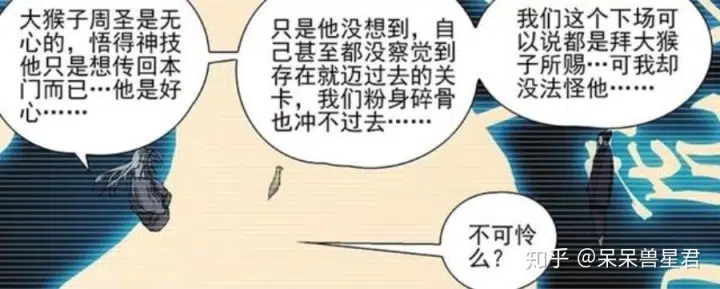 大猴子周圣是无
心的，悟得神技
他只是想传回本
门而已…他是好
心……
只是他没想到，自
己甚至都没察觉到
存在就迈过去的关
卡，我们粉身碎骨
也冲不过去……
我们这个下场可
以说都是拜大猴
子所赐…可我却
没法怪他……
不可怜
么？
知乎 @呆呆兽星君